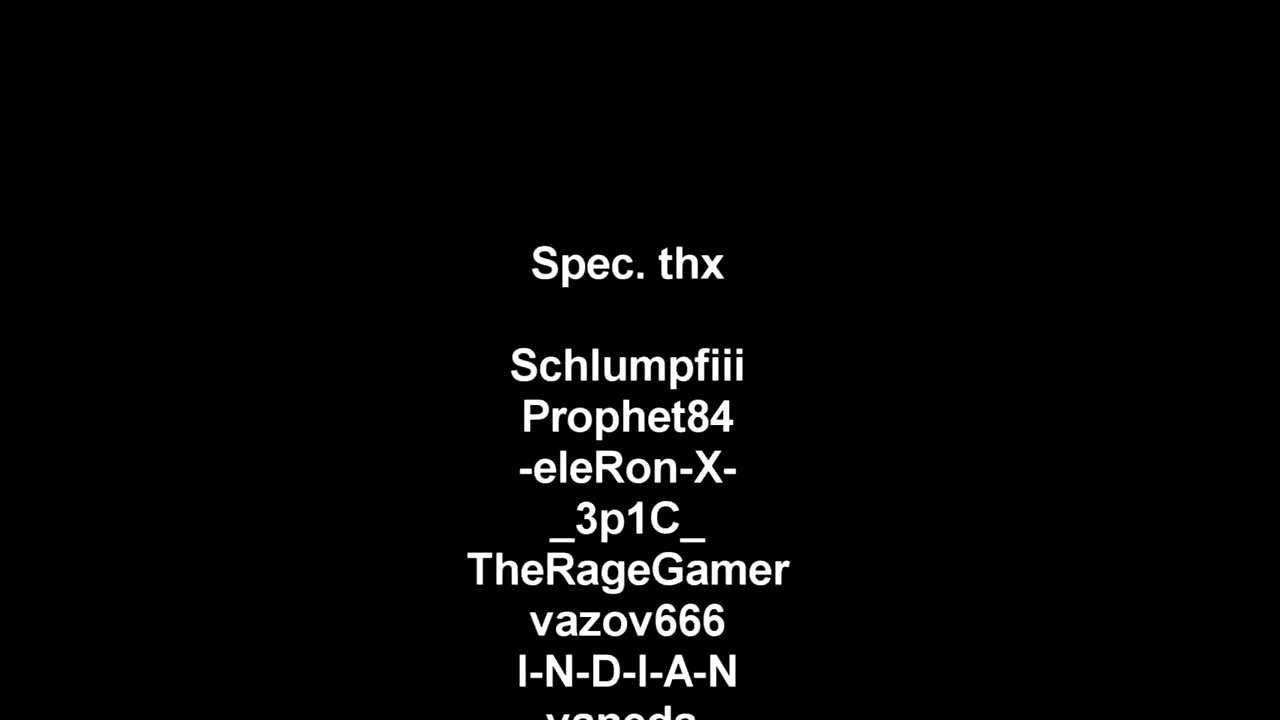 Spec. thx
Schlumpfiii
Prophet84
-eleRon-X-
_3p1C_
TheRageGamer
vazov666
I-N-D-I-A-N